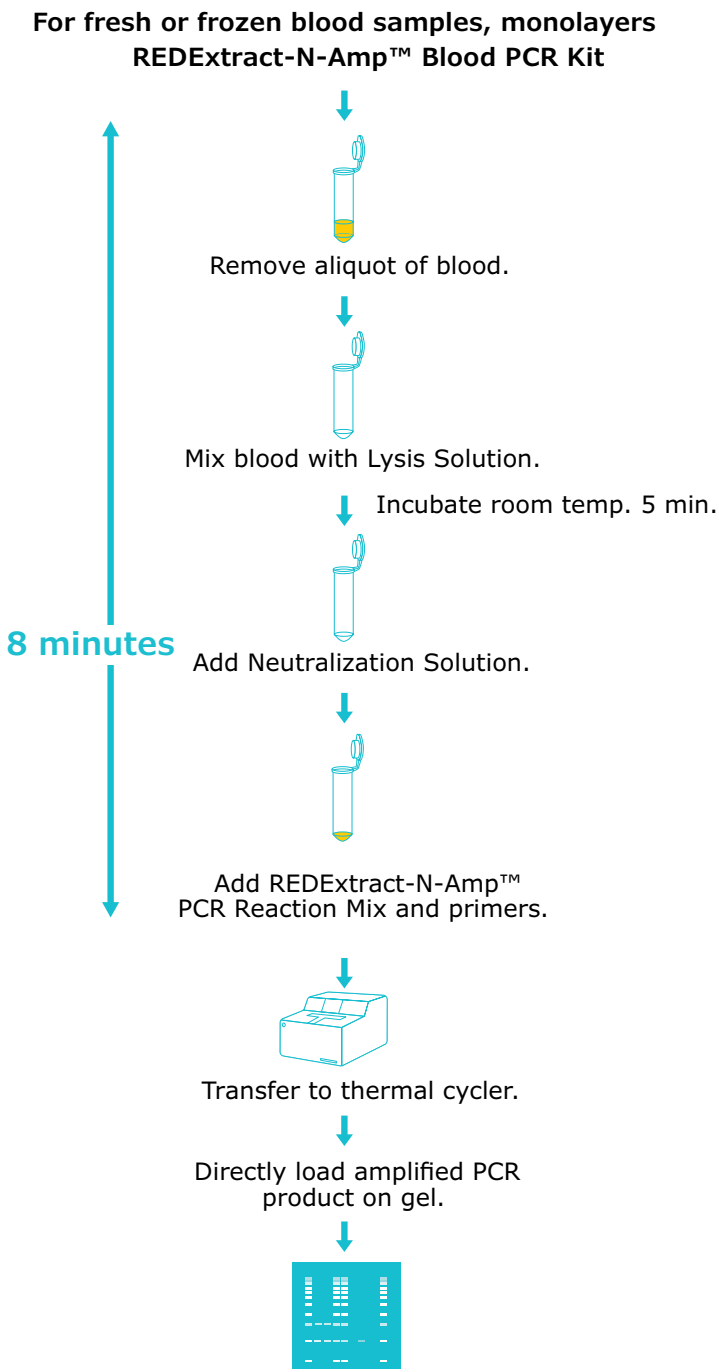 For fresh or frozen blood samples, monolayers
REDExtract-N-Amp™ Blood PCR Kit
Remove aliquot of blood.
Mix blood with Lysis Solution.
Incubate room temp. 5 min.
8 minutes
Add Neutralization Solution.
Add REDExtract-N-Amp™
PCR Reaction Mix and primers.
Transfer to thermal cycler.
Directly load amplified PCR
product on gel.